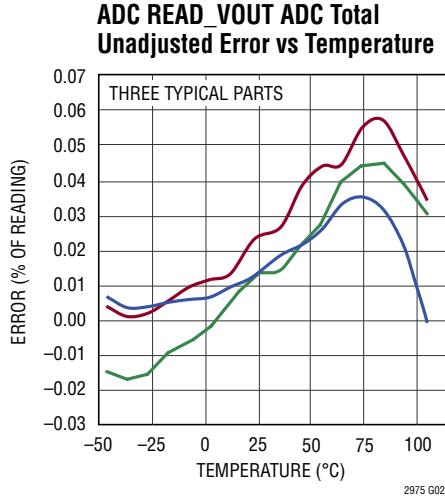 ADC READ_VOUT ADC Total
Unadjusted Error vs Temperature
THREE TYPICAL PARTS
ERROR (% OF READING)
0.07
0.06
0.05
0.04
0.03
0.02
0.01
0.00
–0.01
–0.02
–0.03
–50 –25 0 25 50 75 100
TEMPERATURE (°C)
2975 G02